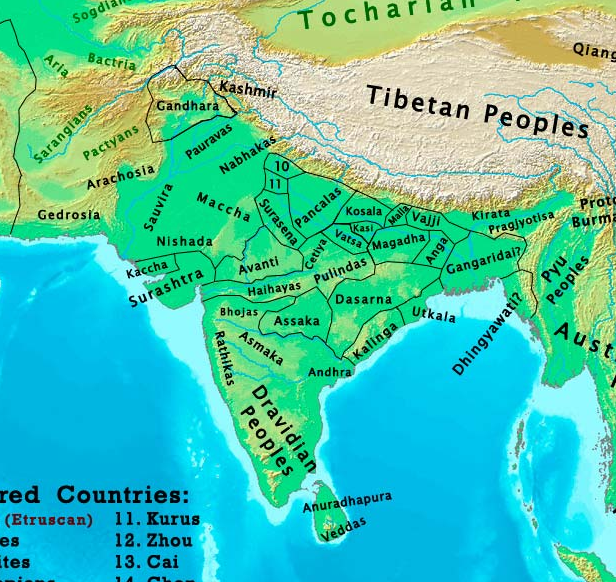 Sogdian
Tocharian
Qiang
Bactria
Aria
Kashmir
Tibetan Peoples
Gandhara
Sarangians
Pactyans
Pauravas
Nabhakas
10
11
Arachosia
Sauvira
Maccha
Surasena
Pancalas
Kosala
Malla
Vajji
Kirata
Proto
Burma
Gedrosia
Kasi
Pragjyotisa
Nishada
Vatsa
Magadha
Anga
Cetiya
Gangaridai?
Pyu
Peoples
Kaccha
Surashtra
Avanti
Pulindas
Haihayas
Dasarna
Bhojas
Assaka
Utkala
Dhingyawati?
Aust
Rathikas
Asmaka
Kalinga
Andhra
Dravidian
Peoples
Anuradhapura
Veddas
red Countries:
(Etruscan) 11. Kurus
es 12. Zhou
ites 13. Cai
14. Chen